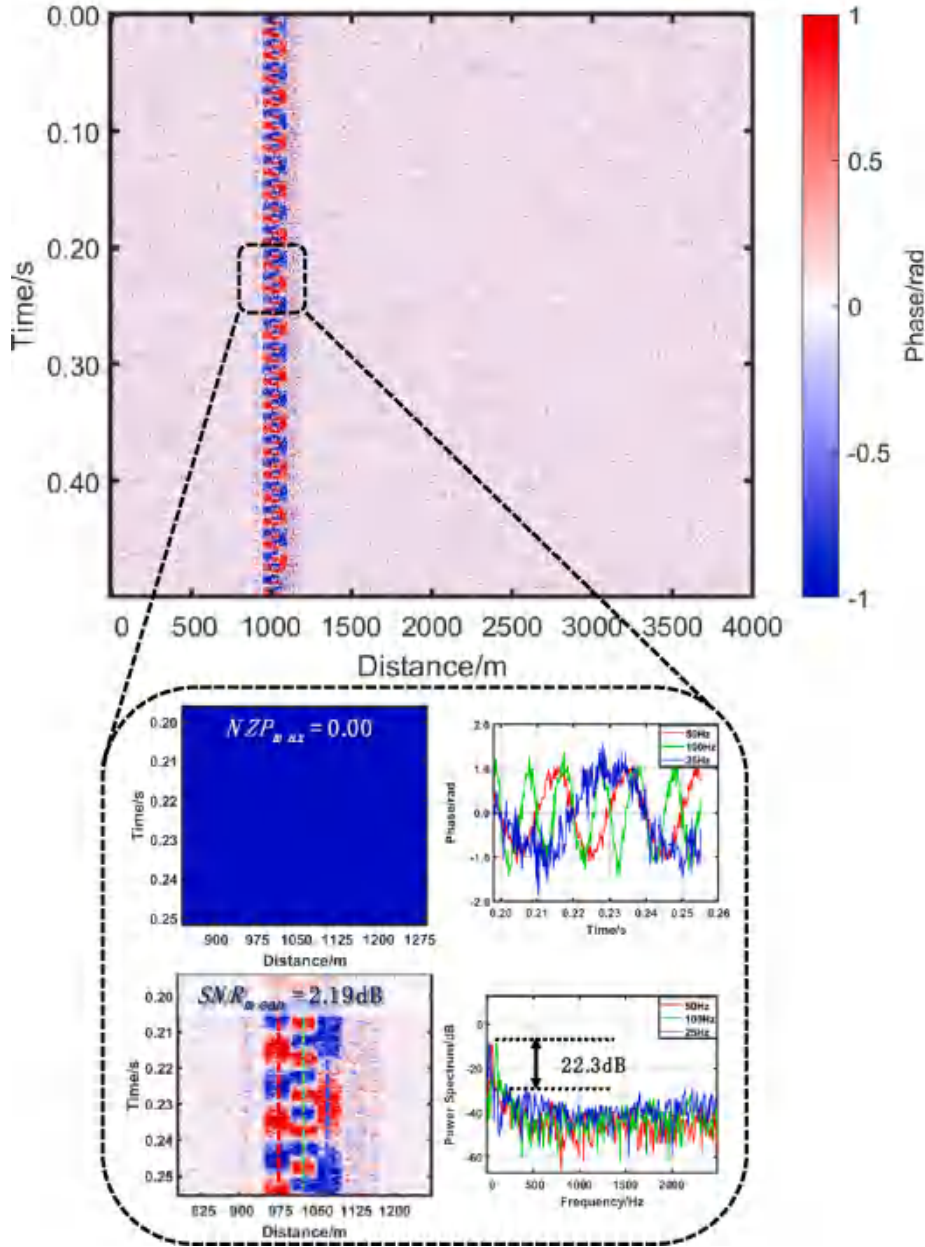 0.00
0.10
0.20
0.30
0.40
Time/s
0 500 1000 1500 2000 2500 3000 3500 4000
Distance/m
1
0.5
0
-0.5
-1
Phase/rad
NZP_max = 0.00
0.20
0.21
0.22
0.23
0.24
0.25
Time/s
900 975 1050 1125 1200 1275
Distance/m
2.0
1.0
0.0
-1.0
-2.0
Phase/rad
50Hz
100Hz
25Hz
0.20 0.21 0.22 0.23 0.24 0.25 0.26
Time/s
SNR_mean = 2.19dB
0.20
0.21
0.22
0.23
0.24
0.25
Time/s
825 900 975 1050 1125 1200
Distance/m
0
-20
-40
-60
Power Spectrum/dB
50Hz
100Hz
25Hz
22.3dB
0 500 1000 1500 2000
Frequency/Hz